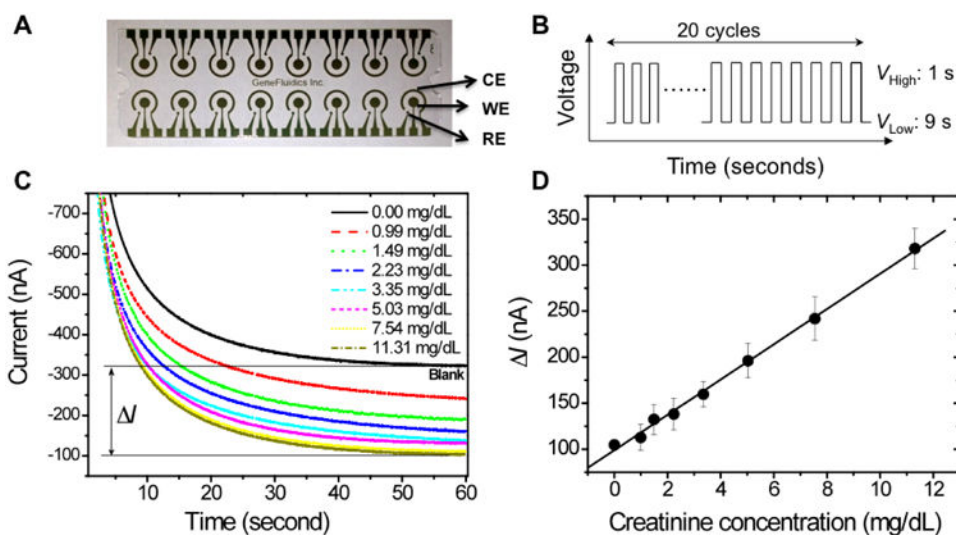 A
GeneFluidics Inc.
CE
WE
RE
B
20 cycles
Voltage
V_High: 1 s
V_Low: 9 s
Time (seconds)
C
-700
-600
-500
-400
-300
-200
-100
Current (nA)
0.00 mg/dL
0.99 mg/dL
1.49 mg/dL
2.23 mg/dL
3.35 mg/dL
5.03 mg/dL
7.54 mg/dL
11.31 mg/dL
Blank
ΔI
10 20 30 40 50 60
Time (second)
D
350
300
250
200
150
100
50
ΔI (nA)
0 2 4 6 8 10 12
Creatinine concentration (mg/dL)